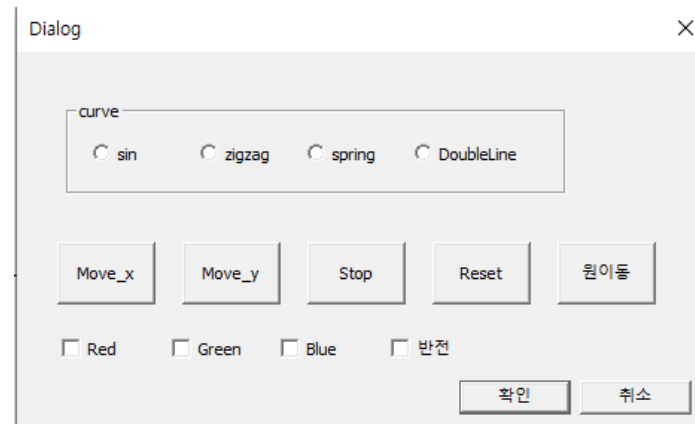 Dialog
curve
sin zigzag spring DoubleLine
Move_x Move_y Stop Reset 원이동
Red Green Blue 반전
확인 취소